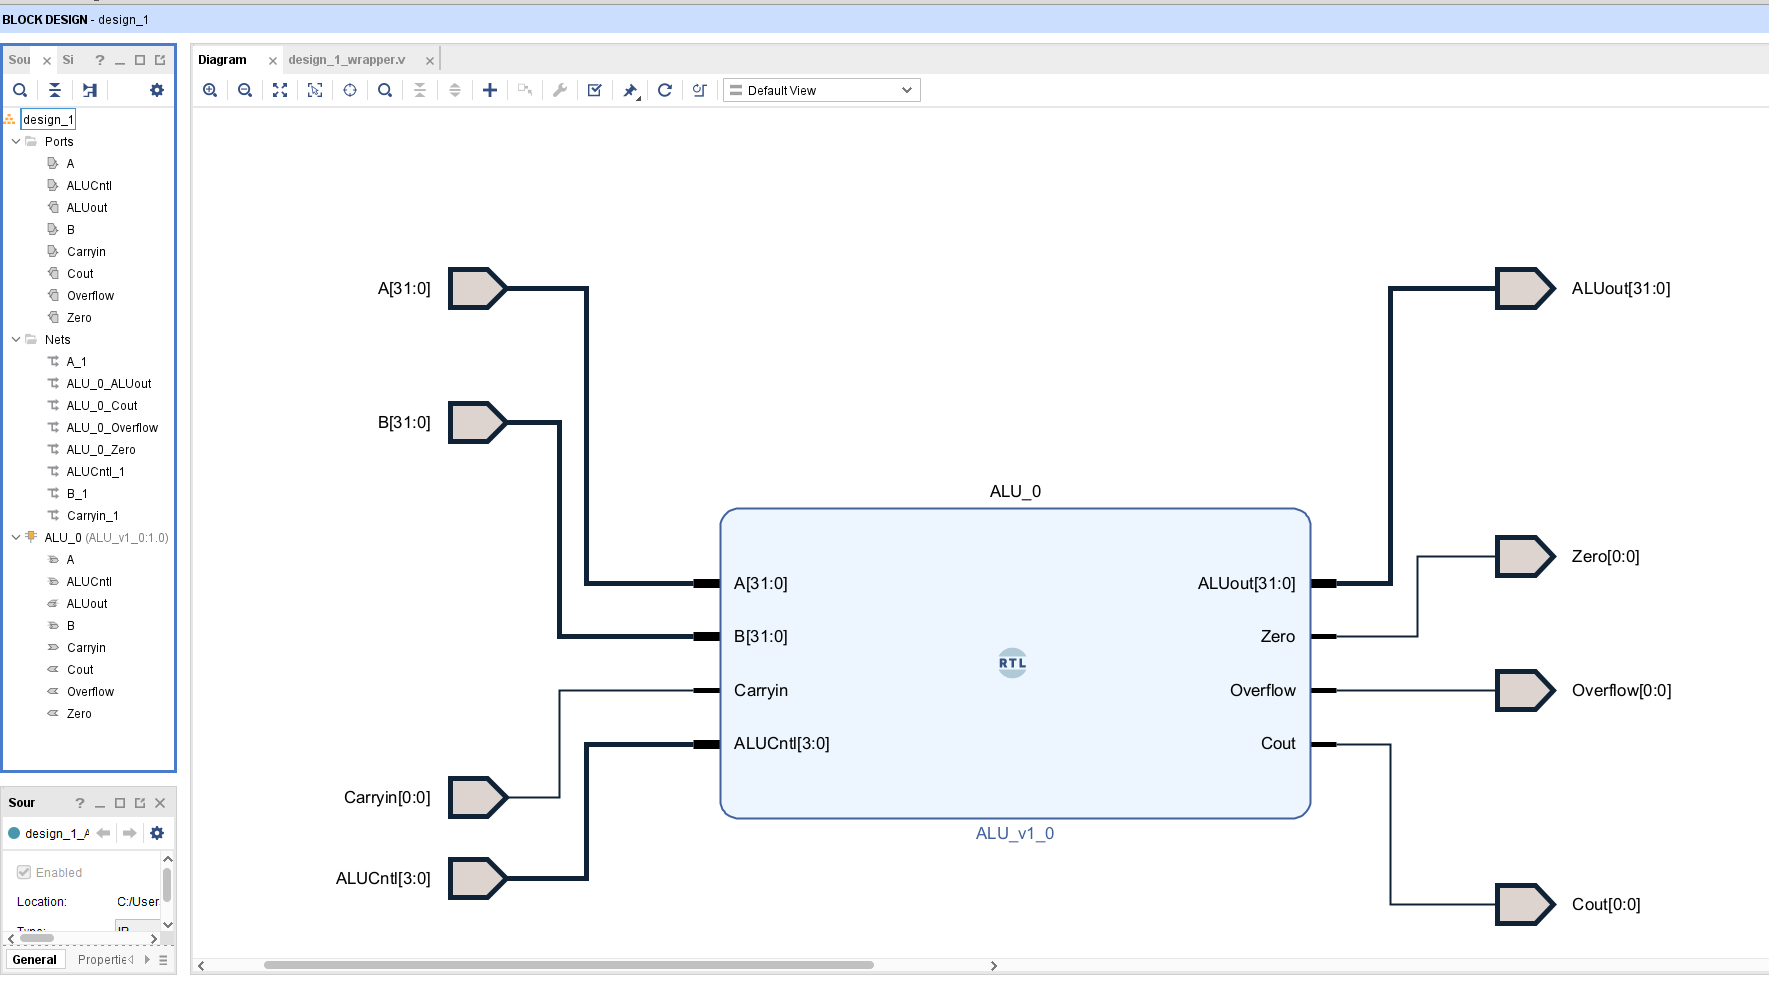 BLOCK DESIGN - design_1
Sou
Si
?
Diagram
design_1_wrapper.v
Default View
design_1
Ports
A
ALUCntl
ALUout
B
Carryin
Cout
Overflow
Zero
Nets
A_1
ALU_0_ALUout
ALU_0_Cout
ALU_0_Overflow
ALU_0_Zero
ALUCntl_1
B_1
Carryin_1
ALU_0 (ALU_v1_0:1.0)
A
ALUCntl
ALUout
B
Carryin
Cout
Overflow
Zero
Sour
?
design_1_A
Enabled
Location: C:/User
General
Propertie
A[31:0]
B[31:0]
Carryin[0:0]
ALUCntl[3:0]
ALU_0
A[31:0]
B[31:0]
Carryin
ALUCntl[3:0]
RTL
ALUout[31:0]
Zero
Overflow
Cout
ALU_v1_0
ALUout[31:0]
Zero[0:0]
Overflow[0:0]
Cout[0:0]